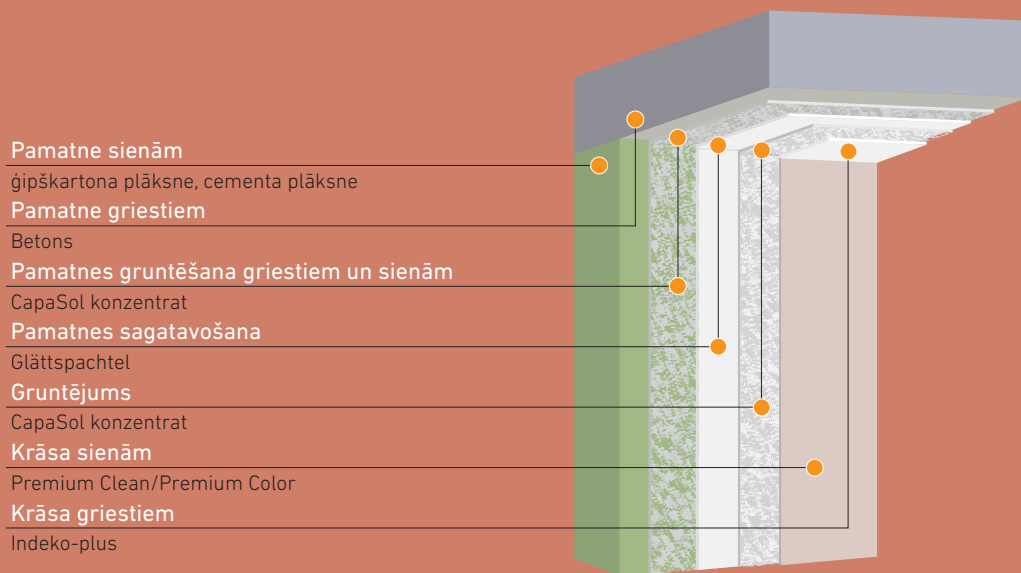 Pamatne sienām
ģipškartona plāksne, cementa plāksne
Pamatne griestiem
Betons
Pamatnes gruntēšana griestiem un sienām
CapaSol konzentrat
Pamatnes sagatavošana
Glättspachtel
Gruntējums
CapaSol konzentrat
Krāsa sienām
Premium Clean/Premium Color
Krāsa griestiem
Indeko-plus